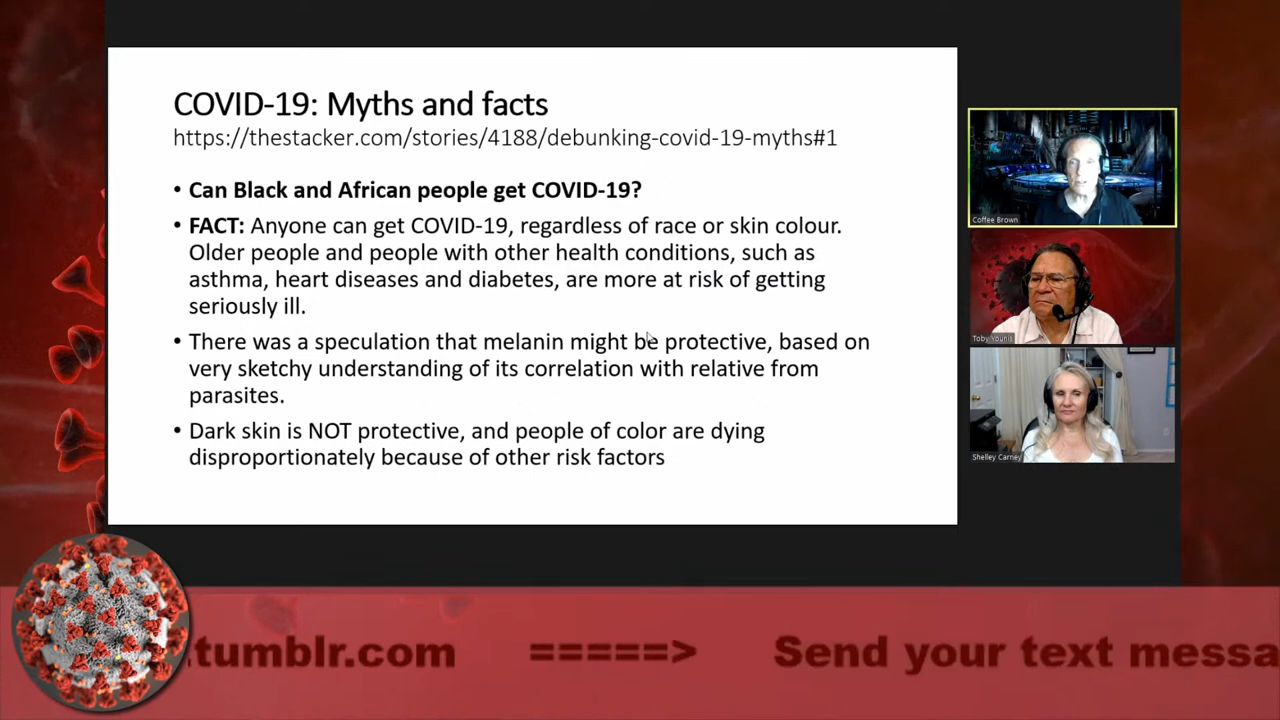 COVID-19: Myths and facts
https://thestacker.com/stories/4188/debunking-covid-19-myths#1
• Can Black and African people get COVID-19?
• FACT: Anyone can get COVID-19, regardless of race or skin colour.
Older people and people with other health conditions, such as
asthma, heart diseases and diabetes, are more at risk of getting
seriously ill.
• There was a speculation that melanin might be protective, based on
very sketchy understanding of its correlation with relative from
parasites.
• Dark skin is NOT protective, and people of color are dying
disproportionately because of other risk factors
Coffee Brown
Toby Younis
Shelley Carney
.tumblr.com =====> Send your text messa